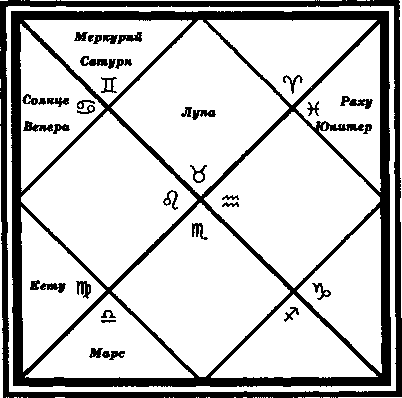 Меркурий
Сатурн
♊
♈
Солнце
Венера
♋
Луна
♓
Раху
Юпитер
♉
♌
♒
♏
Кету
♍
♑
♎
♐
Марс